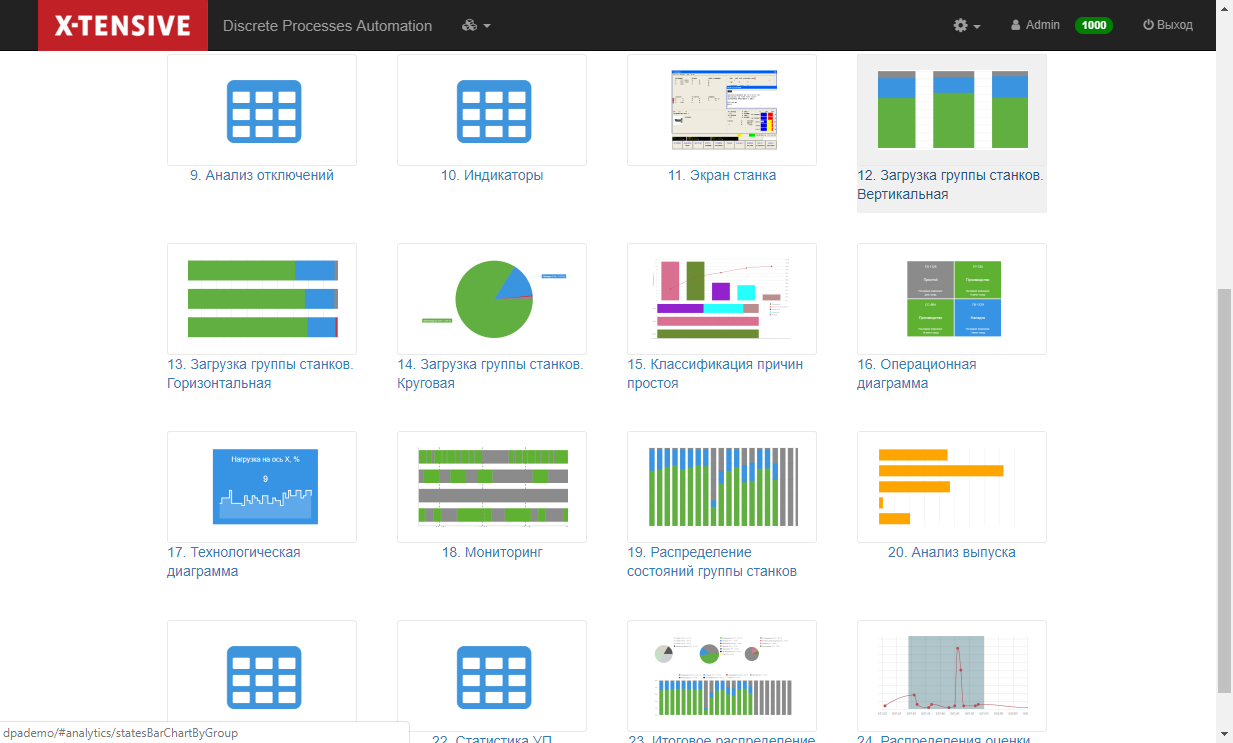 X-TENSIVE Discrete Processes Automation Admin 1000 Выход
9. Анализ отключений
10. Индикаторы
11. Экран станка
12. Загрузка группы станков.
Вертикальная
13. Загрузка группы станков.
Горизонтальная
14. Загрузка группы станков.
Круговая
15. Классификация причин
простоя
16. Операционная
диаграмма
Нагрузка на ось X, %
9
17. Технологическая
диаграмма
18. Мониторинг
19. Распределение
состояний группы станков
20. Анализ выпуска
22. Статистика УП
23. Итоговое распределение
24. Распределения оценки
dpademo/#analytics/statesBarChartByGroup